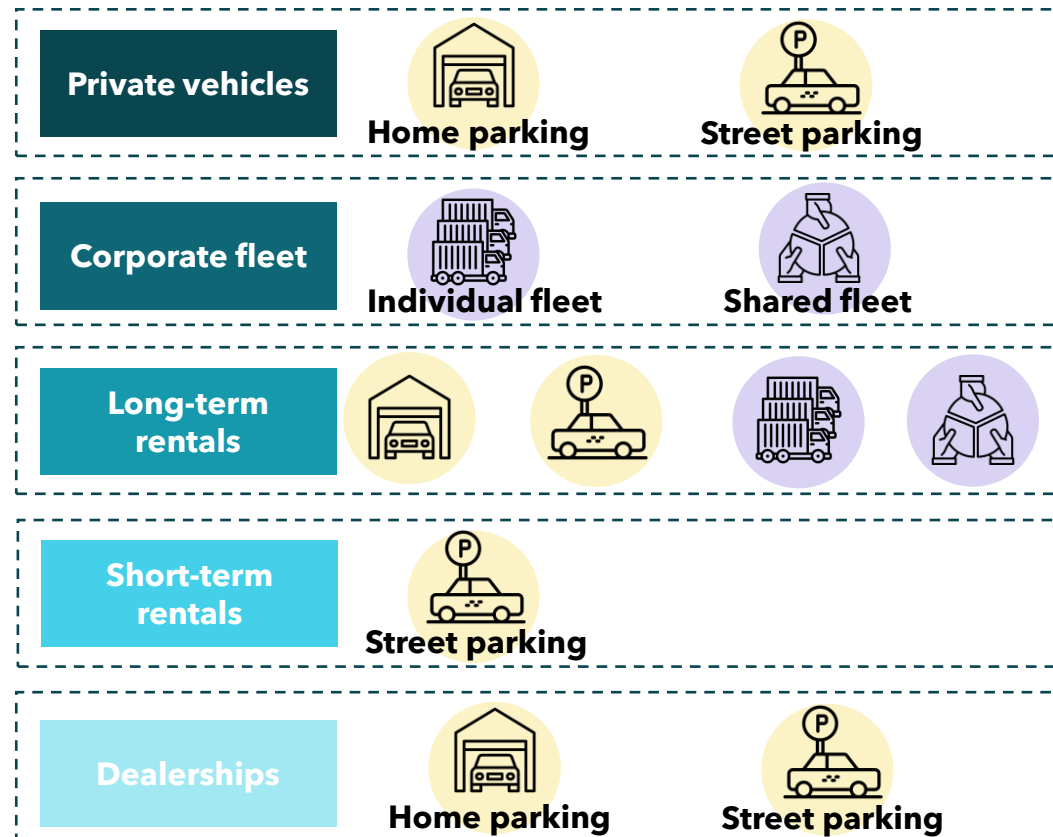 Private vehicles
P
Home parking
Street parking
Corporate fleet
Individual fleet
Shared fleet
Long-term
rentals
P
Short-term
rentals
P
Street parking
Dealerships
P
Home parking
Street parking